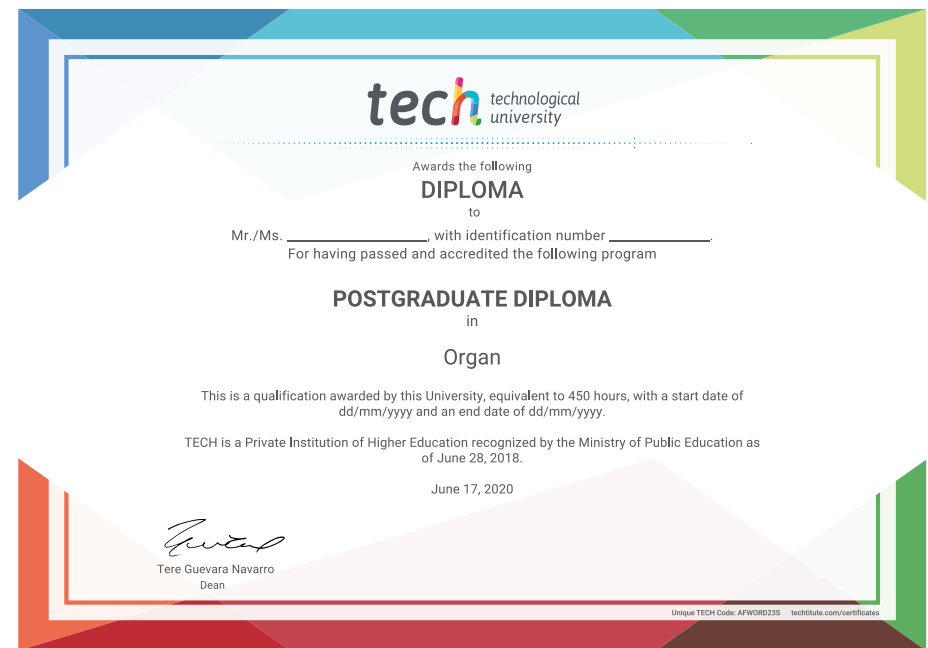 tech technological
university
Awards the following
DIPLOMA
to
Mr./Ms. ____________________, with identification number ______________.
For having passed and accredited the following program
POSTGRADUATE DIPLOMA
in
Organ
This is a qualification awarded by this University, equivalent to 450 hours, with a start date of
dd/mm/yyyy and an end date of dd/mm/yyyy.
TECH is a Private Institution of Higher Education recognized by the Ministry of Public Education as
of June 28, 2018.
June 17, 2020
Tere Guevara Navarro
Dean
Unique TECH Code: AFWORD23S techtitute.com/certificates